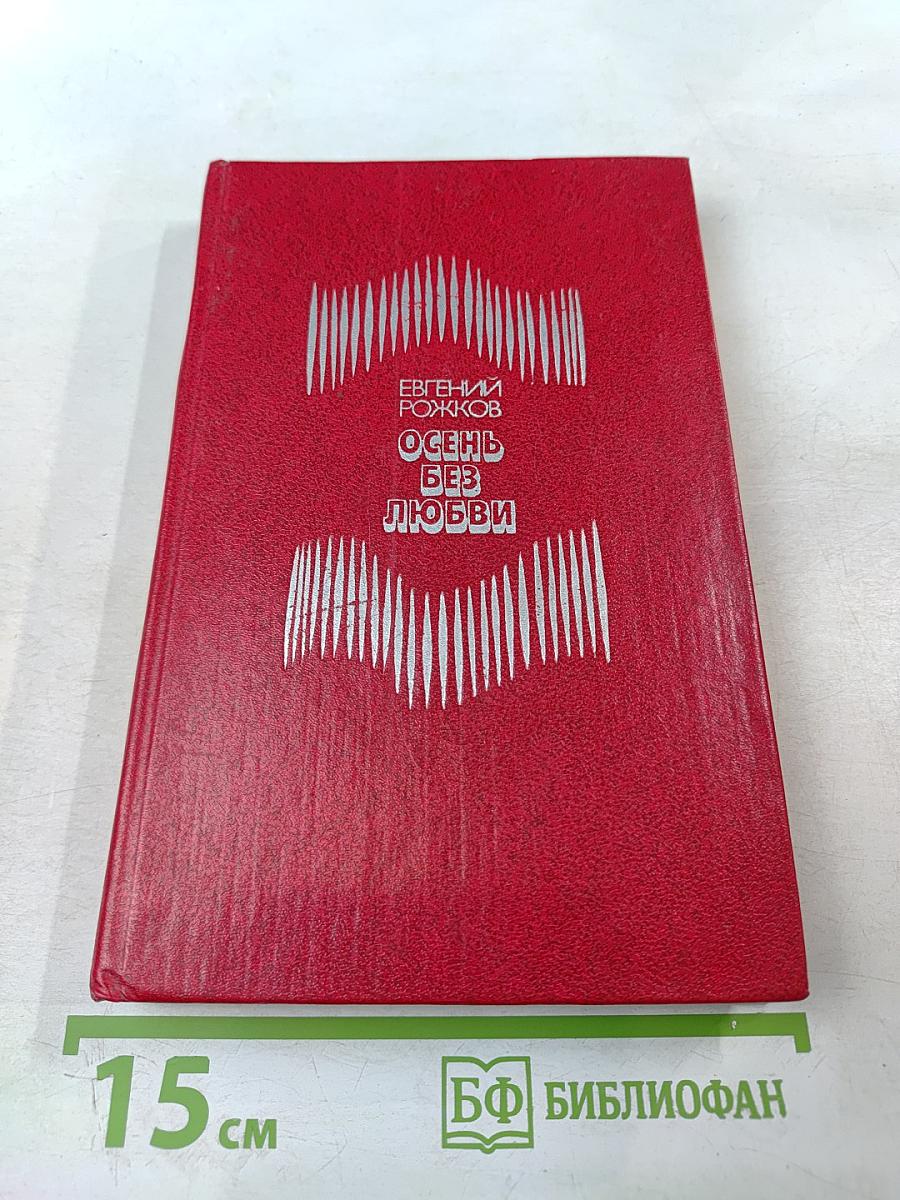 ЕВГЕНИЙ
РОЖКОВ
ОСЕНЬ
БЕЗ
ЛЮБВИ
15 см
БФ БИБЛИОФАН